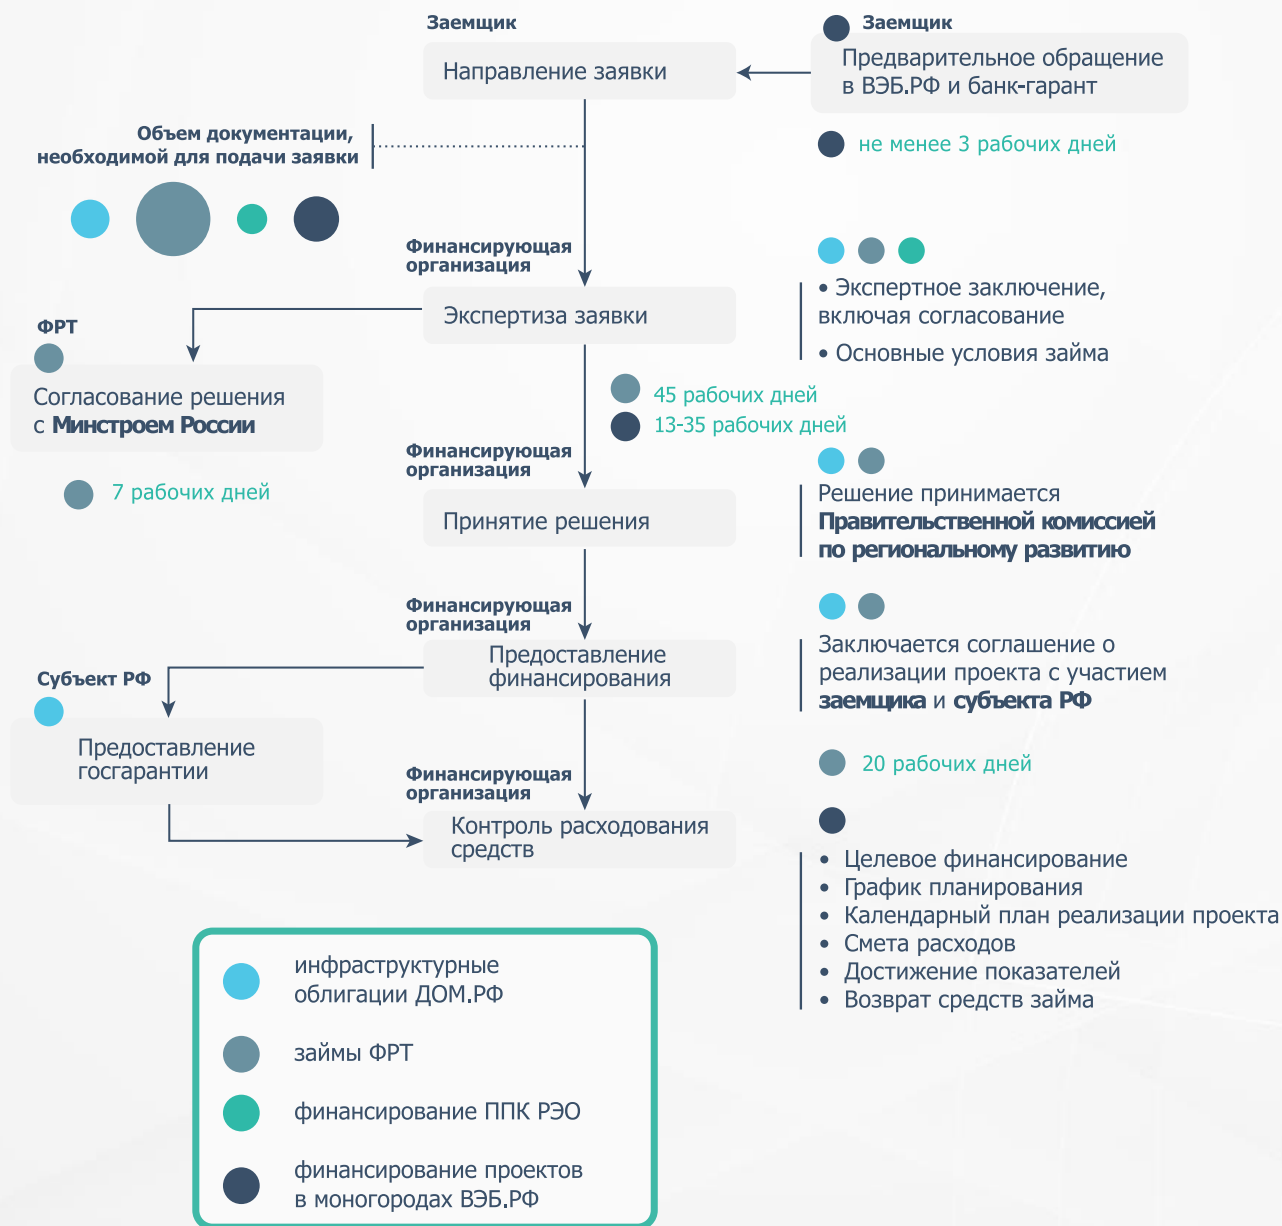 Заемщик
Направление заявки
Заемщик
Предварительное обращение
в ВЭБ.РФ и банк-гарант
не менее 3 рабочих дней
Объем документации,
необходимой для подачи заявки
Финансирующая
организация
Экспертиза заявки
• Экспертное заключение,
включая согласование
• Основные условия займа
ФРТ
Согласование решения
с Минстроем России
7 рабочих дней
45 рабочих дней
13-35 рабочих дней
Финансирующая
организация
Принятие решения
Решение принимается
Правительственной комиссией
по региональному развитию
Финансирующая
организация
Предоставление
финансирования
Заключается соглашение о
реализации проекта с участием
заемщика и субъекта РФ
20 рабочих дней
Субъект РФ
Предоставление
госгарантии
Финансирующая
организация
Контроль расходования
средств
• Целевое финансирование
• График планирования
• Календарный план реализации проекта
• Смета расходов
• Достижение показателей
• Возврат средств займа
инфраструктурные
облигации ДОМ.РФ
займы ФРТ
финансирование ППК РЭО
финансирование проектов
в моногородах ВЭБ.РФ